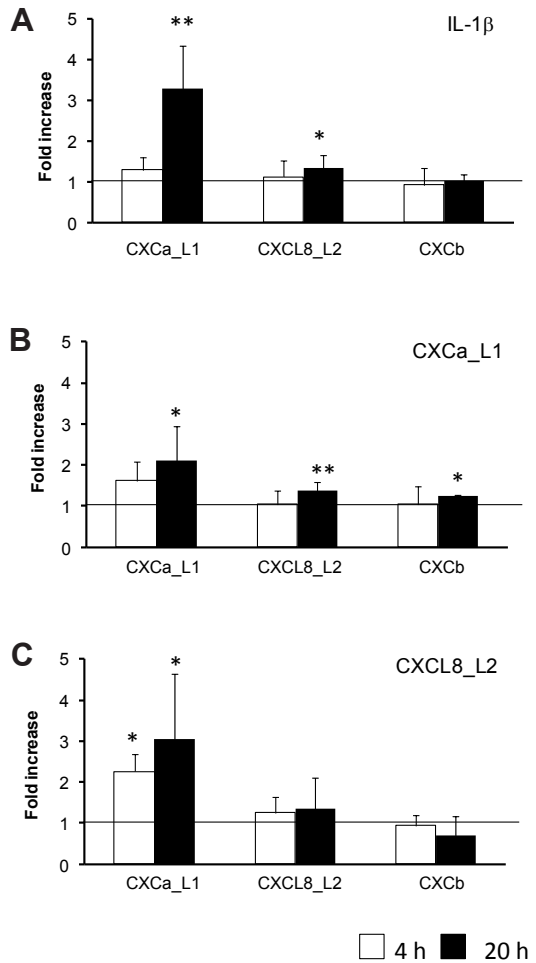 A
IL-1β
**
*
Fold increase
5
4
3
2
1
0
CXCa_L1 CXCL8_L2 CXCb
B
CXCa_L1
*
**
*
Fold increase
5
4
3
2
1
0
CXCa_L1 CXCL8_L2 CXCb
C
CXCL8_L2
*
*
Fold increase
5
4
3
2
1
0
CXCa_L1 CXCL8_L2 CXCb
4 h 20 h